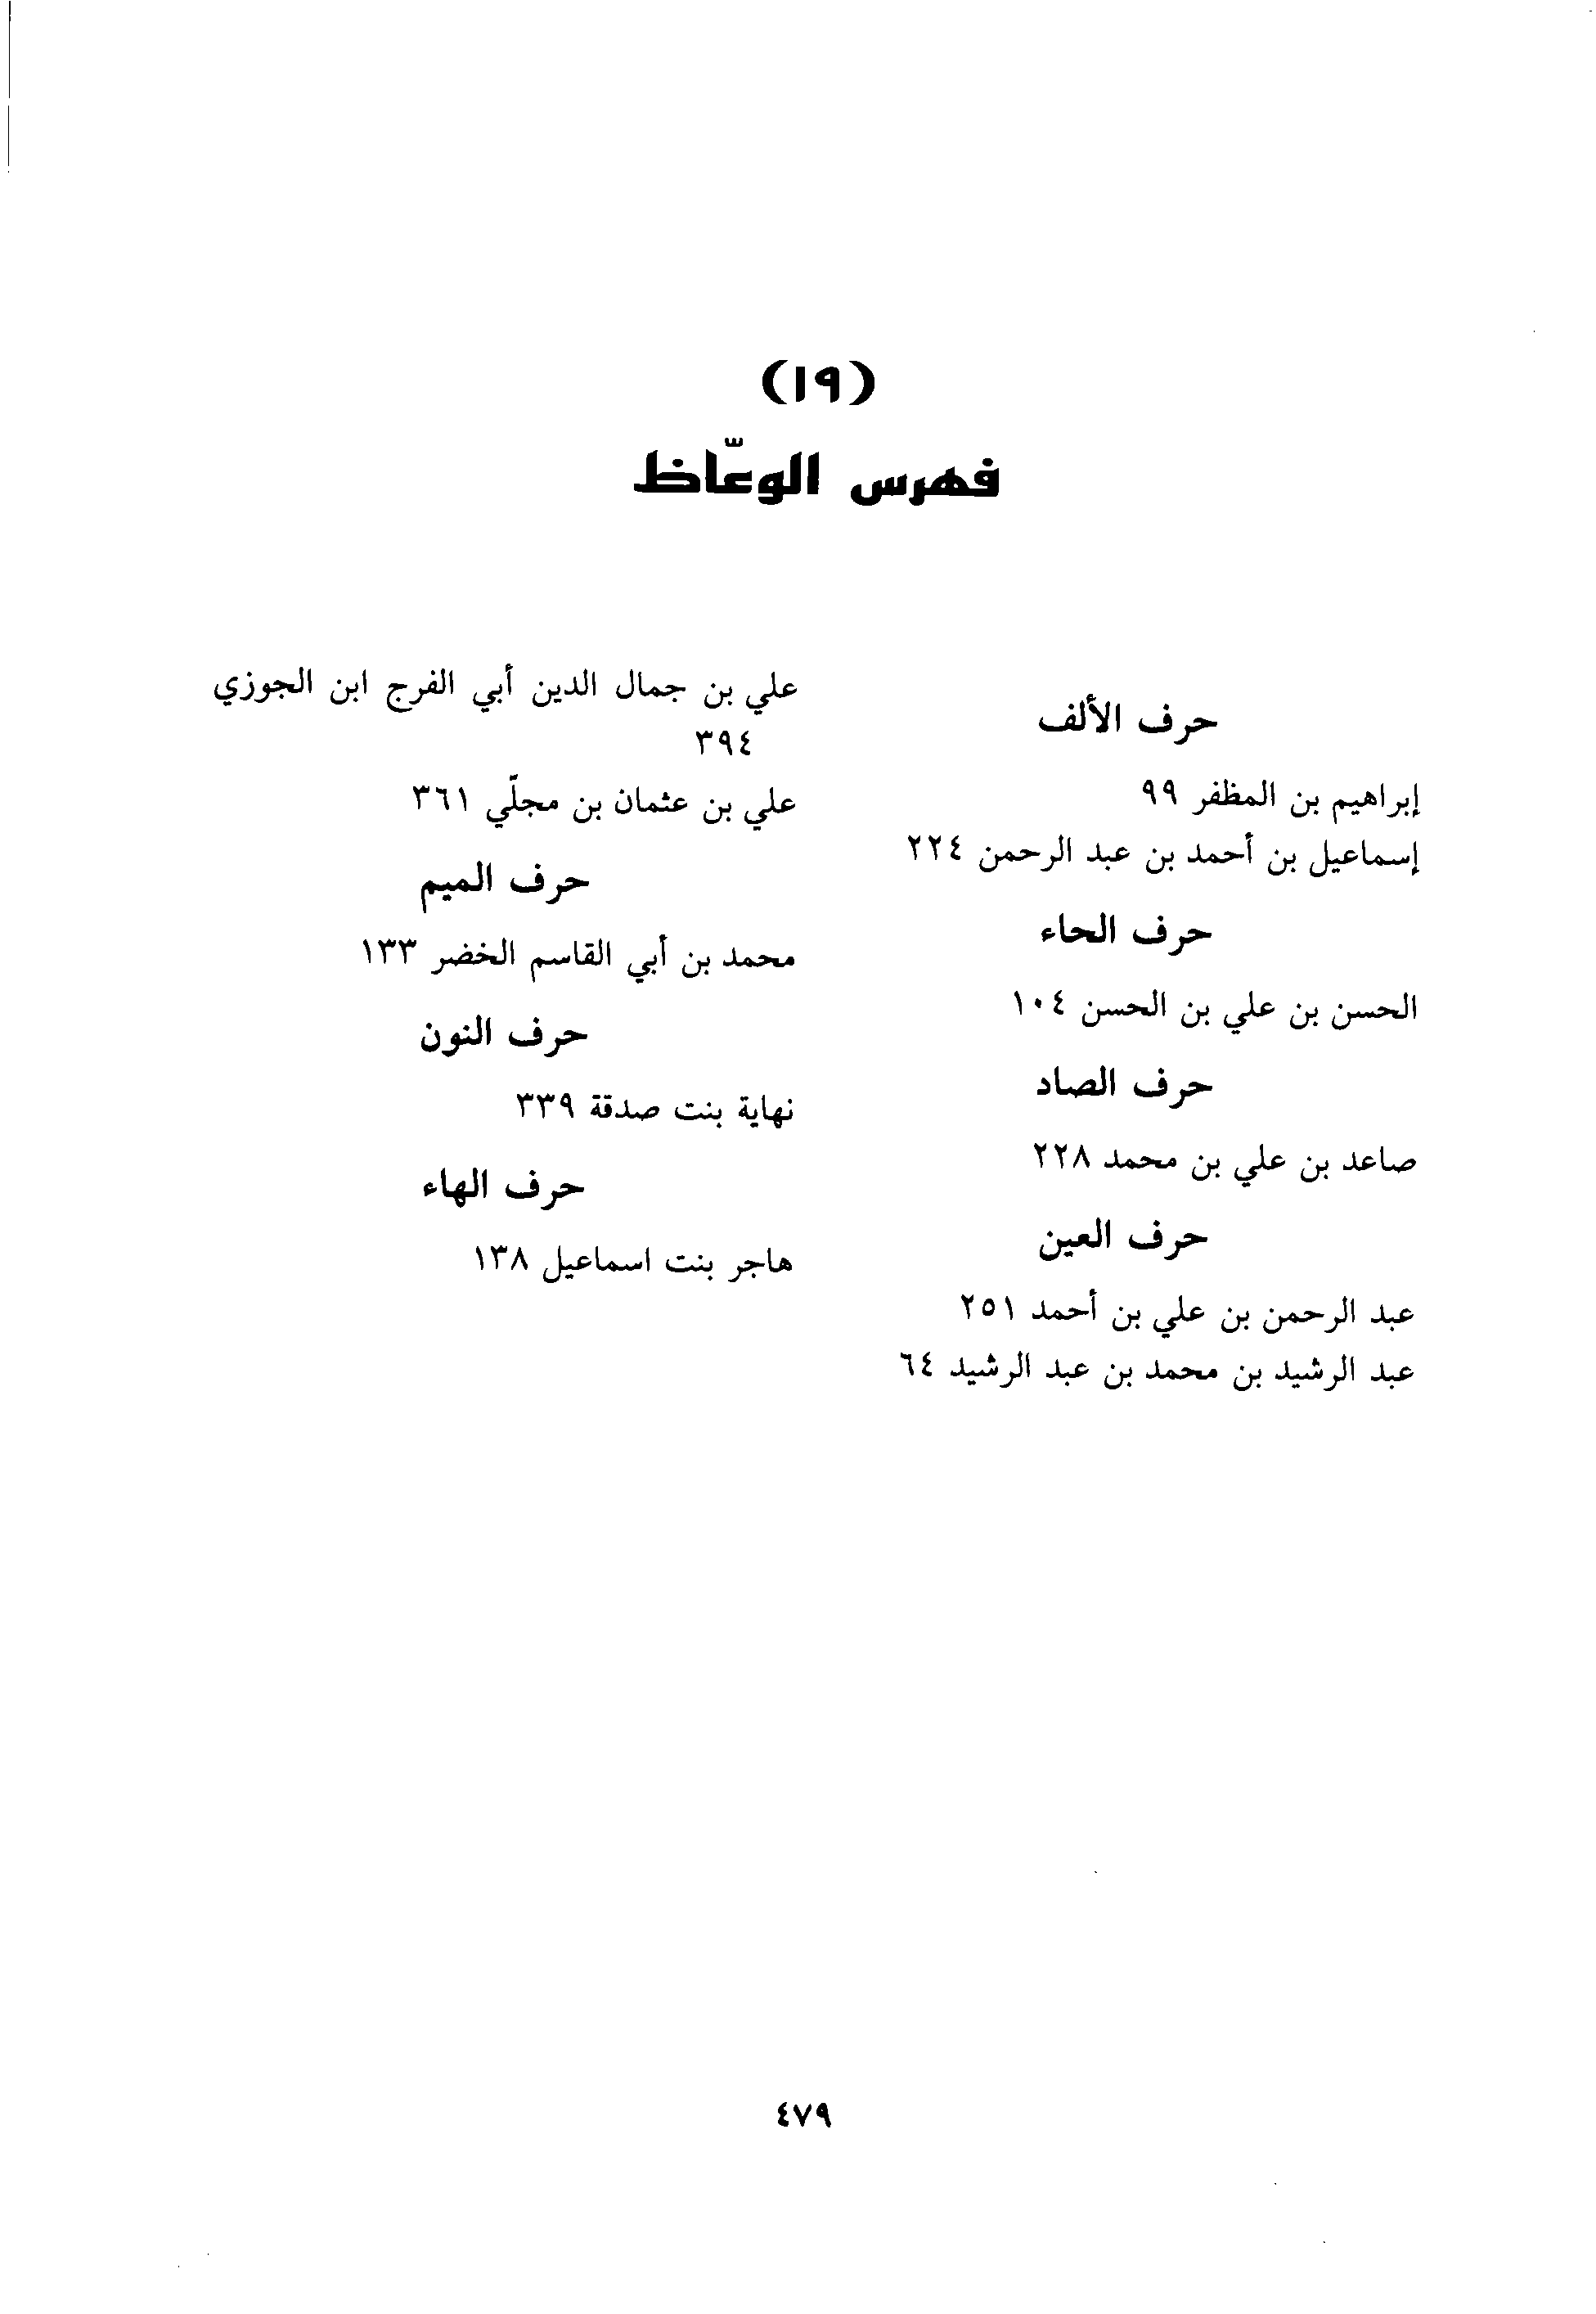 (١٩)
فهرس الوعّاظ
حرف الألف
إبراهيم بن المظفر ٩٩
إسماعيل بن أحمد بن عبد الرحمن ٢٢٤
حرف الحاء
الحسن بن علي بن الحسن ١٠٤
حرف الصاد
صاعد بن علي بن محمد ٢٢٨
حرف العين
عبد الرحمن بن علي بن أحمد ٢٥١
عبد الرشيد بن محمد بن عبد الرشيد ٦٤
علي بن جمال الدين أبي الفرج ابن الجوزي
٣٩٤
علي بن عثمان بن مجلّي ٣٦١
حرف الميم
محمد بن أبي القاسم الخضر ١٣٣
حرف النون
نهاية بنت صدقة ٣٣٩
حرف الهاء
هاجر بنت اسماعيل ١٣٨
٤٧٩